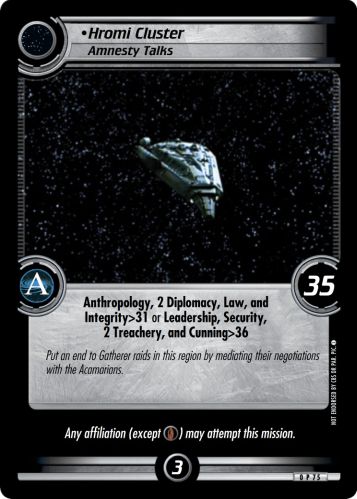 •Hromi Cluster
Amnesty Talks
A
35
Anthropology, 2 Diplomacy, Law, and
Integrity>31 or Leadership, Security,
2 Treachery, and Cunning>36
Put an end to Gatherer raids in this region by mediating their negotiations
with the Acamarians.
NOT ENDORSED BY CBS OR PAR. PIC.
Any affiliation (except ) may attempt this mission.
3
0 P 75